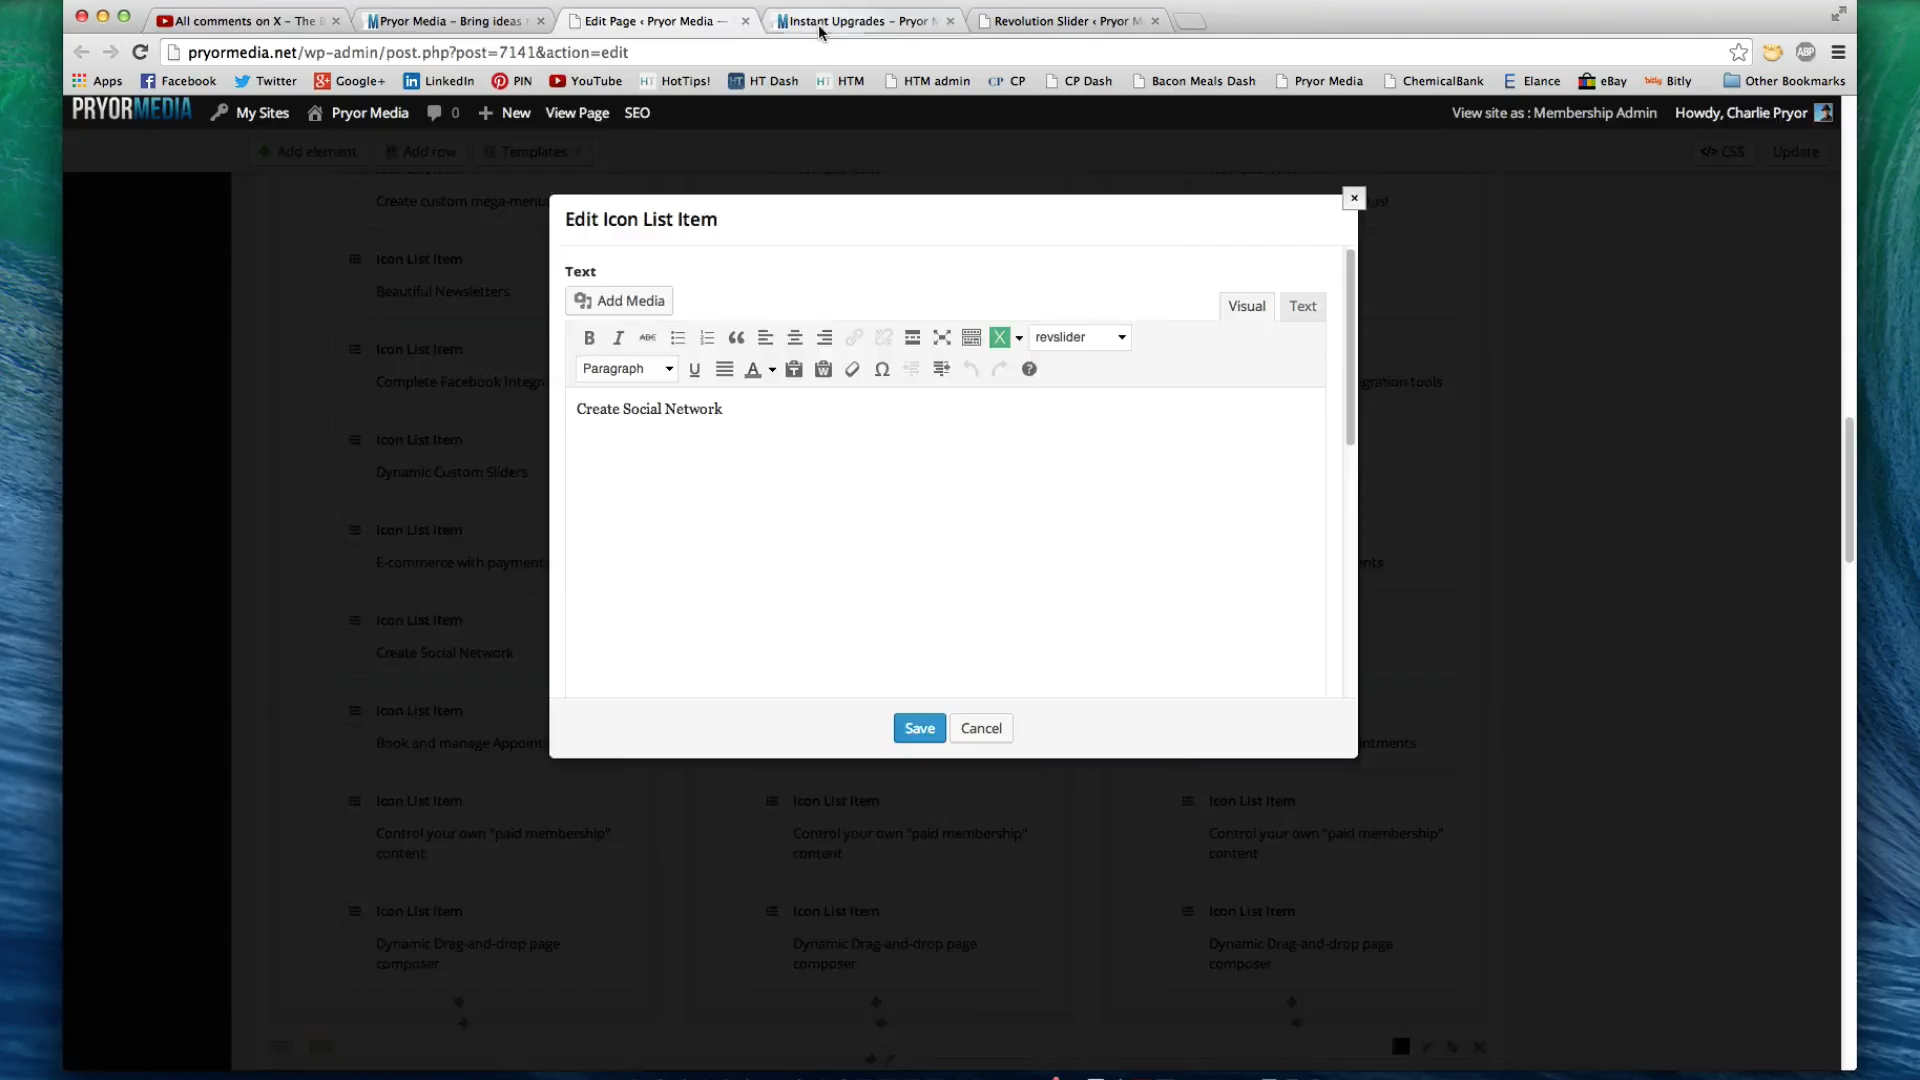 All comments on X – The B
Pryor Media – Bring ideas
Edit Page ‹ Pryor Media —
Instant Upgrades – Pryor M
Revolution Slider ‹ Pryor M
pryormedia.net/wp-admin/post.php?post=7141&action=edit
ABP
Apps Facebook Twitter Google+ LinkedIn PIN YouTube HT HotTips! HT HT Dash HT HTM HTM admin CP CP CP Dash Bacon Meals Dash Pryor Media ChemicalBank E Elance eBay bitly Bitly Other Bookmarks
PRYORMEDIA My Sites Pryor Media 0 New View Page SEO View site as : Membership Admin Howdy, Charlie Pryor
Add element Add row Templates </> CSS Update
Create custom mega-menu us!
Edit Icon List Item
Text
Add Media
Visual Text
B I ABC X revslider
Paragraph U A T W Ω ?
Create Social Network
Save Cancel
Icon List Item
Beautiful Newsletters
Icon List Item
Complete Facebook Integra gration tools
Icon List Item
Dynamic Custom Sliders
Icon List Item
E-commerce with payment ents
Icon List Item
Create Social Network
Icon List Item
Book and manage Appoint ntments
Icon List Item Icon List Item Icon List Item
Control your own "paid membership" Control your own "paid membership" Control your own "paid membership"
content content content
Icon List Item Icon List Item Icon List Item
Dynamic Drag-and-drop page Dynamic Drag-and-drop page Dynamic Drag-and-drop page
composer composer composer